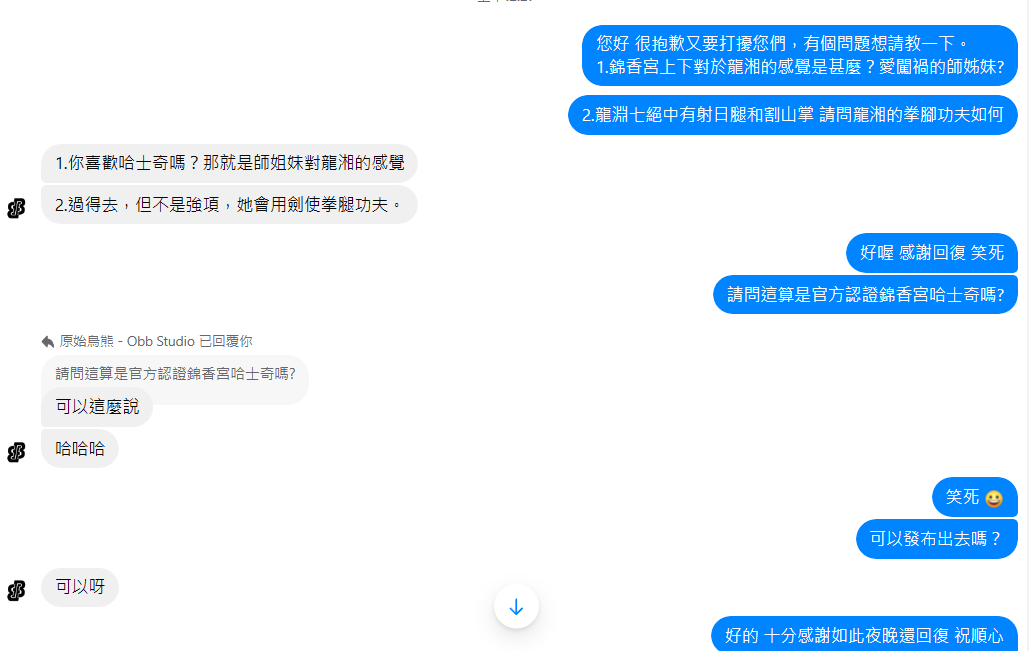 您好 很抱歉又要打擾您們，有個問題想請教一下。
1.錦香宮上下對於龍湘的感覺是甚麼？愛闖禍的師姊妹?
2.龍淵七絕中有射日腿和割山掌 請問龍湘的拳腳功夫如何
1.你喜歡哈士奇嗎？那就是師姐妹對龍湘的感覺
2.過得去，但不是強項，她會用劍使拳腿功夫。
好喔 感謝回復 笑死
請問這算是官方認證錦香宮哈士奇嗎?
原始鳥熊 - Obb Studio 已回覆你
請問這算是官方認證錦香宮哈士奇嗎?
可以這麼說
哈哈哈
笑死 😀
可以發布出去嗎？
可以呀
好的 十分感謝如此夜晚還回復 祝順心